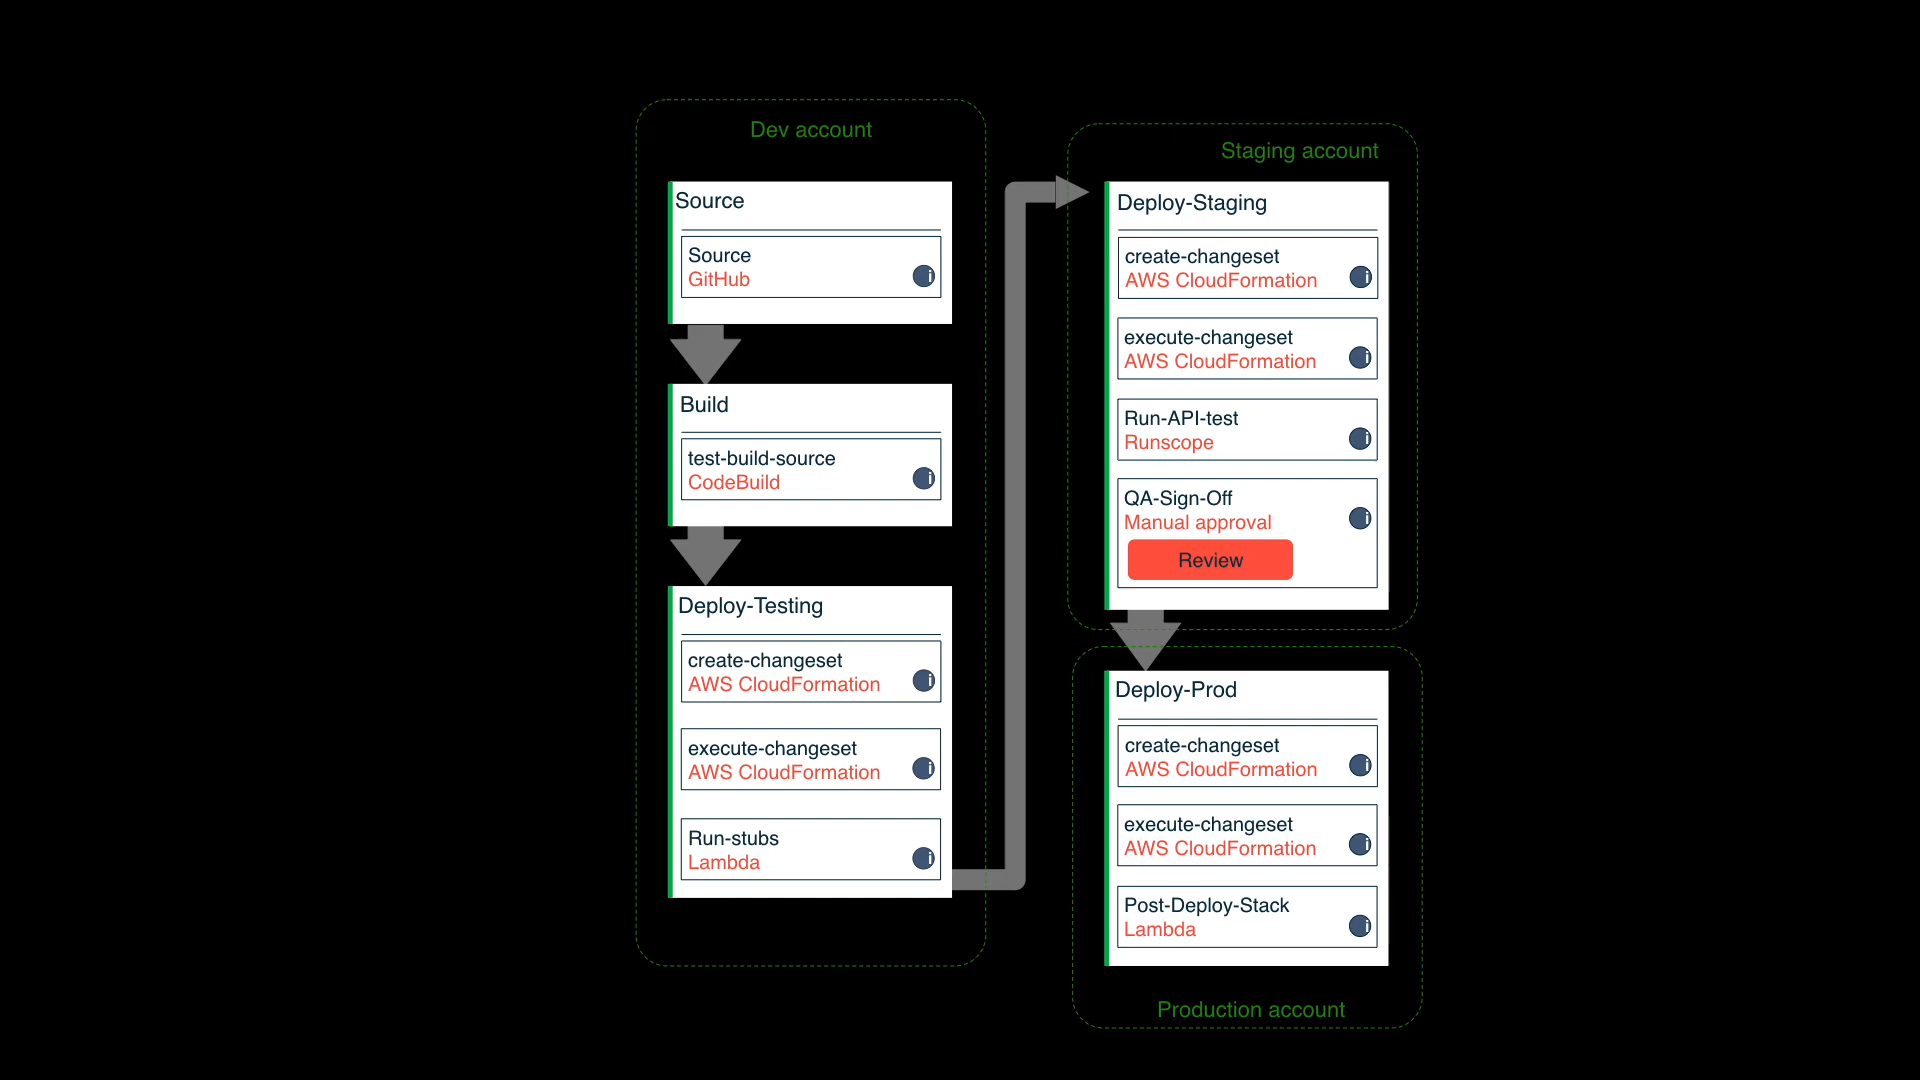 Dev account
Source
Source
GitHub
i
Build
test-build-source
CodeBuild
i
Deploy-Testing
create-changeset
AWS CloudFormation
i
execute-changeset
AWS CloudFormation
i
Run-stubs
Lambda
i
Staging account
Deploy-Staging
create-changeset
AWS CloudFormation
i
execute-changeset
AWS CloudFormation
i
Run-API-test
Runscope
i
QA-Sign-Off
Manual approval
i
Review
Deploy-Prod
create-changeset
AWS CloudFormation
i
execute-changeset
AWS CloudFormation
i
Post-Deploy-Stack
Lambda
i
Production account